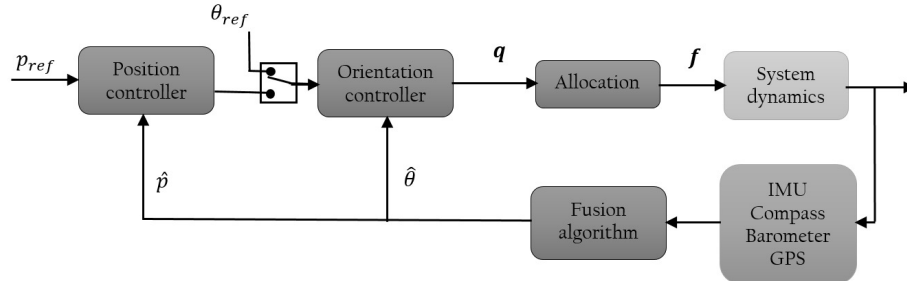 θ_ref
p_ref
Position
controller
Orientation
controller
q
Allocation
f
System
dynamics
p̂
θ̂
Fusion
algorithm
IMU
Compass
Barometer
GPS